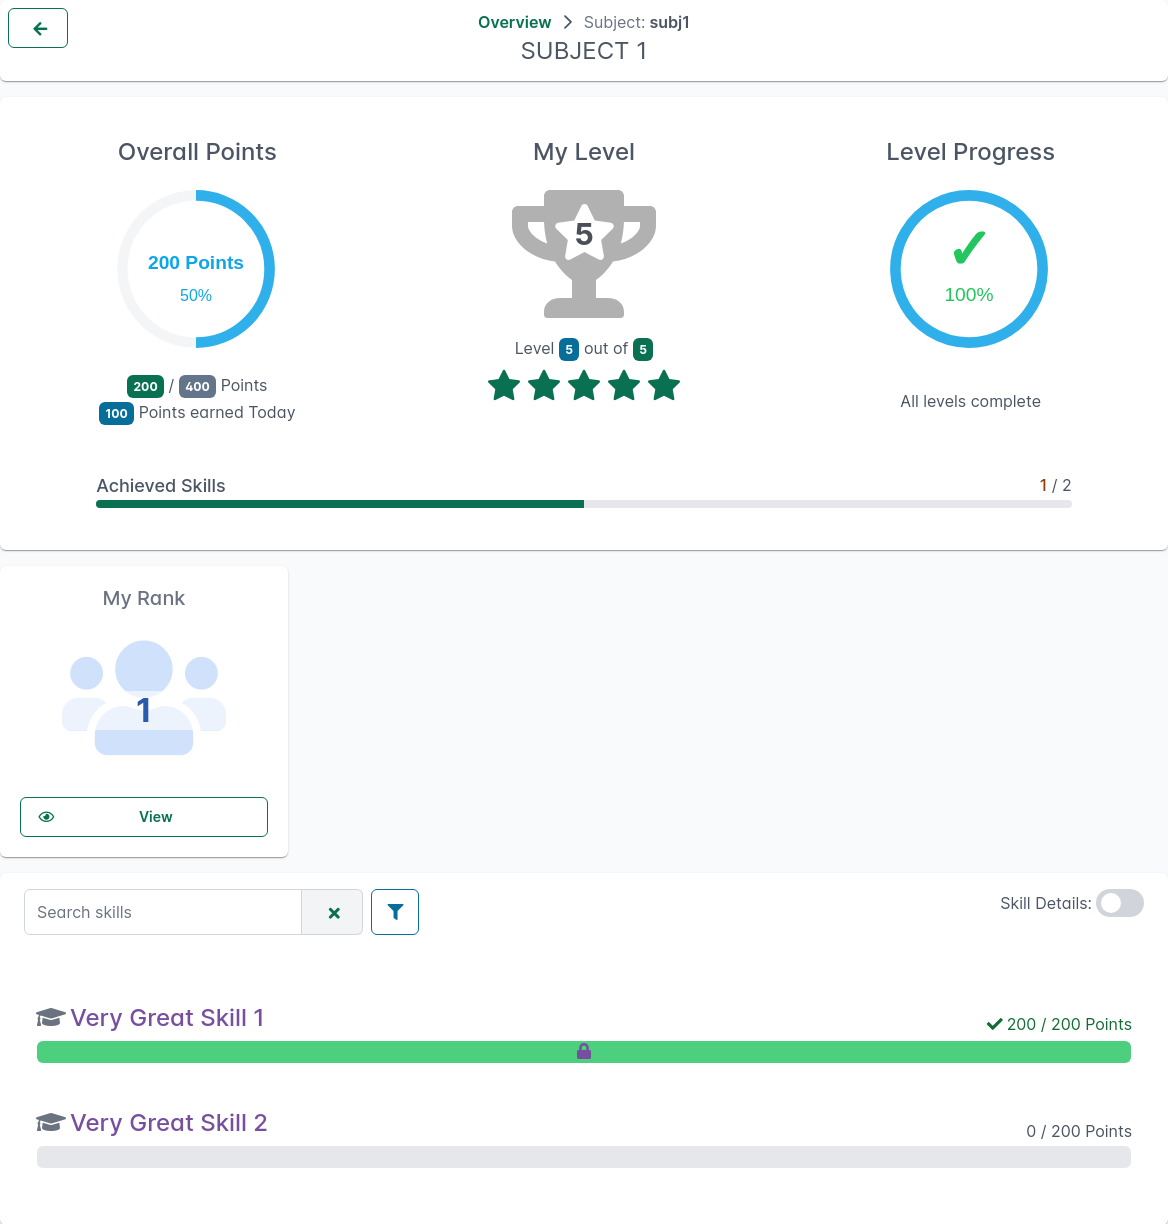 Overview > Subject: subj1
SUBJECT 1
Overall Points
200 Points
50%
200 / 400 Points
100 Points earned Today
My Level
5
Level 5 out of 5
Level Progress
✓
100%
All levels complete
Achieved Skills 1 / 2
My Rank
1
View
Search skills
Skill Details:
Very Great Skill 1
200 / 200 Points
Very Great Skill 2
0 / 200 Points